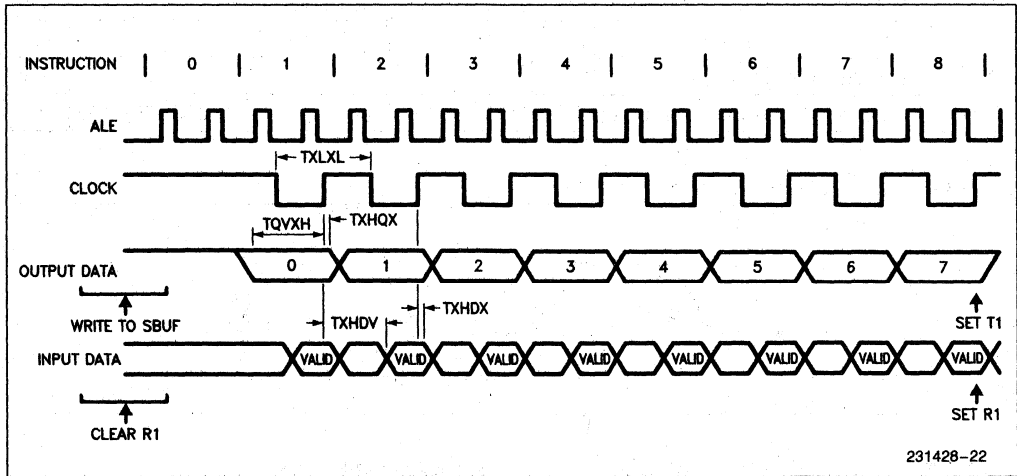 INSTRUCTION | 0 | 1 | 2 | 3 | 4 | 5 | 6 | 7 | 8 |
ALE
TXLXL
CLOCK
TQVXH TXHQX
OUTPUT DATA 0 1 2 3 4 5 6 7
WRITE TO SBUF TXHDV TXHDX SET T1
INPUT DATA VALID VALID VALID VALID VALID VALID VALID VALID
CLEAR R1 SET R1
231428-22